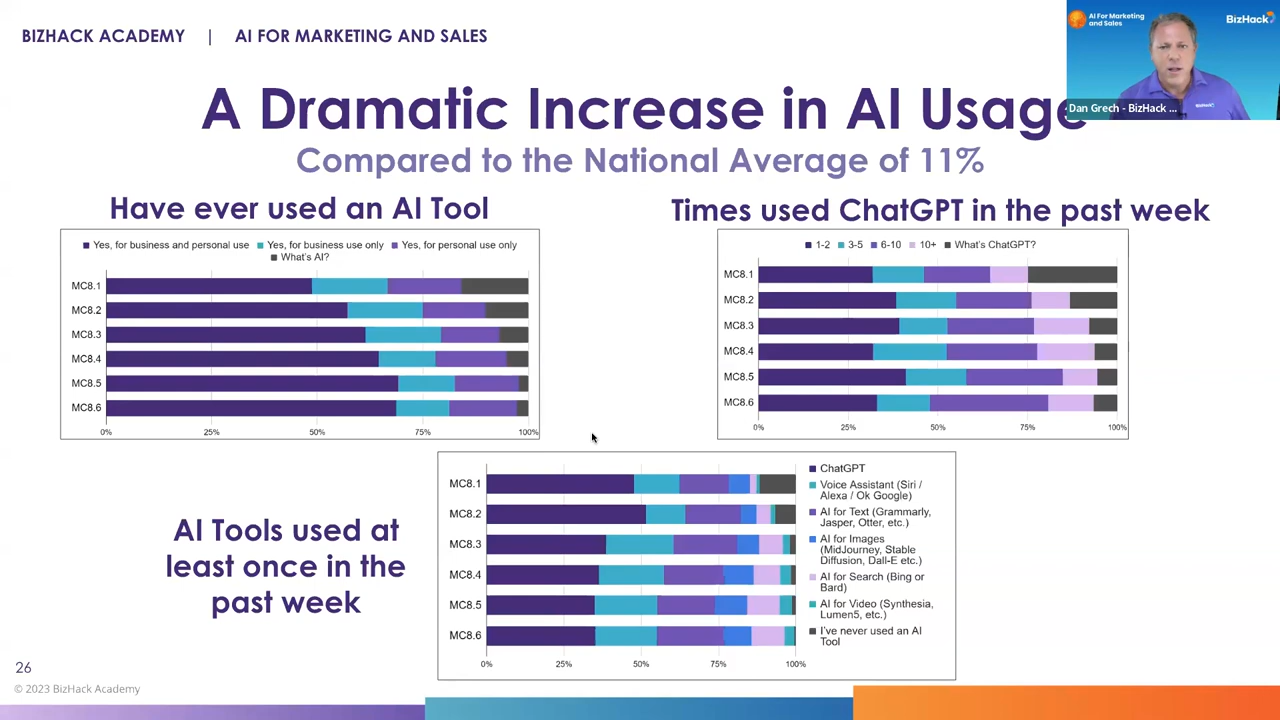 BIZHACK ACADEMY | AI FOR MARKETING AND SALES
AI For Marketing
and Sales
BizHack
Dan Grech - BizHack ...
A Dramatic Increase in AI Usage
Compared to the National Average of 11%
Have ever used an AI Tool
Yes, for business and personal use
Yes, for business use only
Yes, for personal use only
What's AI?
MC8.1
MC8.2
MC8.3
MC8.4
MC8.5
MC8.6
0% 25% 50% 75% 100%
Times used ChatGPT in the past week
1-2 3-5 6-10 10+ What's ChatGPT?
MC8.1
MC8.2
MC8.3
MC8.4
MC8.5
MC8.6
0% 25% 50% 75% 100%
AI Tools used at
least once in the
past week
MC8.1
MC8.2
MC8.3
MC8.4
MC8.5
MC8.6
0% 25% 50% 75% 100%
ChatGPT
Voice Assistant (Siri /
Alexa / Ok Google)
AI for Text (Grammarly,
Jasper, Otter, etc.)
AI for Images
(MidJourney, Stable
Diffusion, Dall-E etc.)
AI for Search (Bing or
Bard)
AI for Video (Synthesia,
Lumen5, etc.)
I've never used an AI
Tool
26
© 2023 BizHack Academy